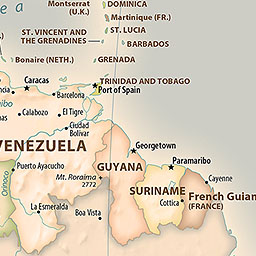 DOMINICA
Montserrat
(U.K.)
Martinique (FR.)
ST. LUCIA
ST. VINCENT AND
THE GRENADINES
BARBADOS
Bonaire (NETH.)
GRENADA
Caracas
TRINIDAD AND TOBAGO
Port of Spain
Barcelona
Calabozo
El Tigre
Ciudad
Bolívar
VENEZUELA
Georgetown
Puerto Ayacucho
GUYANA
Paramaribo
Mt. Roraima
2772
Cayenne
SURINAME
Orinoco
French Guian
(FRANCE)
La Esmeralda
Boa Vista
Cottica